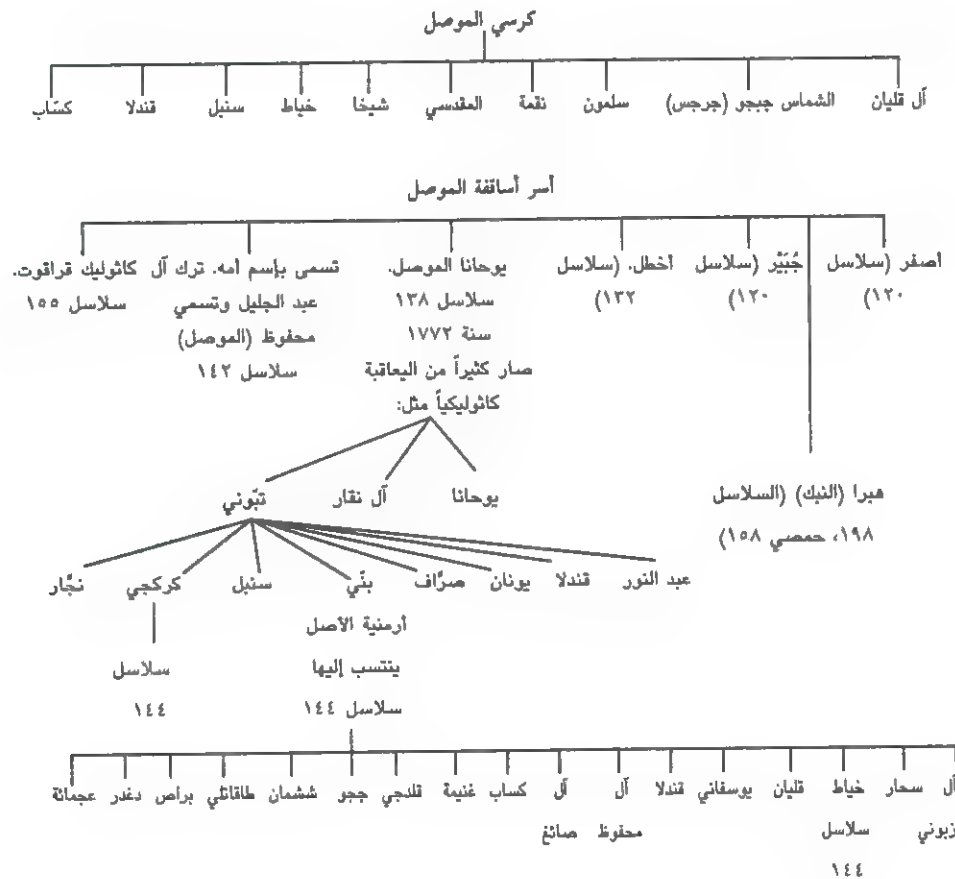 كرسي الموصل
آل قليان
الشماس جبجو (جرجس)
سلمون
نقمة
المقدسي
شيخا
خياط
سنبل
قندلا
كسّاب
أسر أساقفة الموصل
أصفر (سلاسل
١٢٠)
جُبَيْر (سلاسل
١٢٠)
أخطل. (سلاسل
١٣٢)
يوحانا الموصل.
سلاسل ١٣٨
سنة ١٧٧٢
صار كثيراً من اليعاقبة
كاثوليكياً مثل:
تسمى بإسم أمه. ترك آل
عبد الجليل وتسمي
محفوظ (الموصل)
سلاسل ١٤٢
كاثوليك قراقوت.
سلاسل ١٥٥
هبرا (النبك) (السلاسل
١٩٨، حمصي ١٥٨)
يوحانا
آل نقار
تبّوني
عبد النور
قندلا
يونان
صرَّاف
بنّي
سنبل
كركجي
نجَّار
أرمنية الأصل
ينتسب إليها
سلاسل ١٤٤
سلاسل
١٤٤
آل
زبوني
سحار
خياط
سلاسل
١٤٤
قليان
يوسفاني
قندلا
آل
محفوظ
آل
صائغ
كساب
غنيمة
قلدجي
ججو
ششمان
طاقاتلي
براص
دغدر
عجماثة